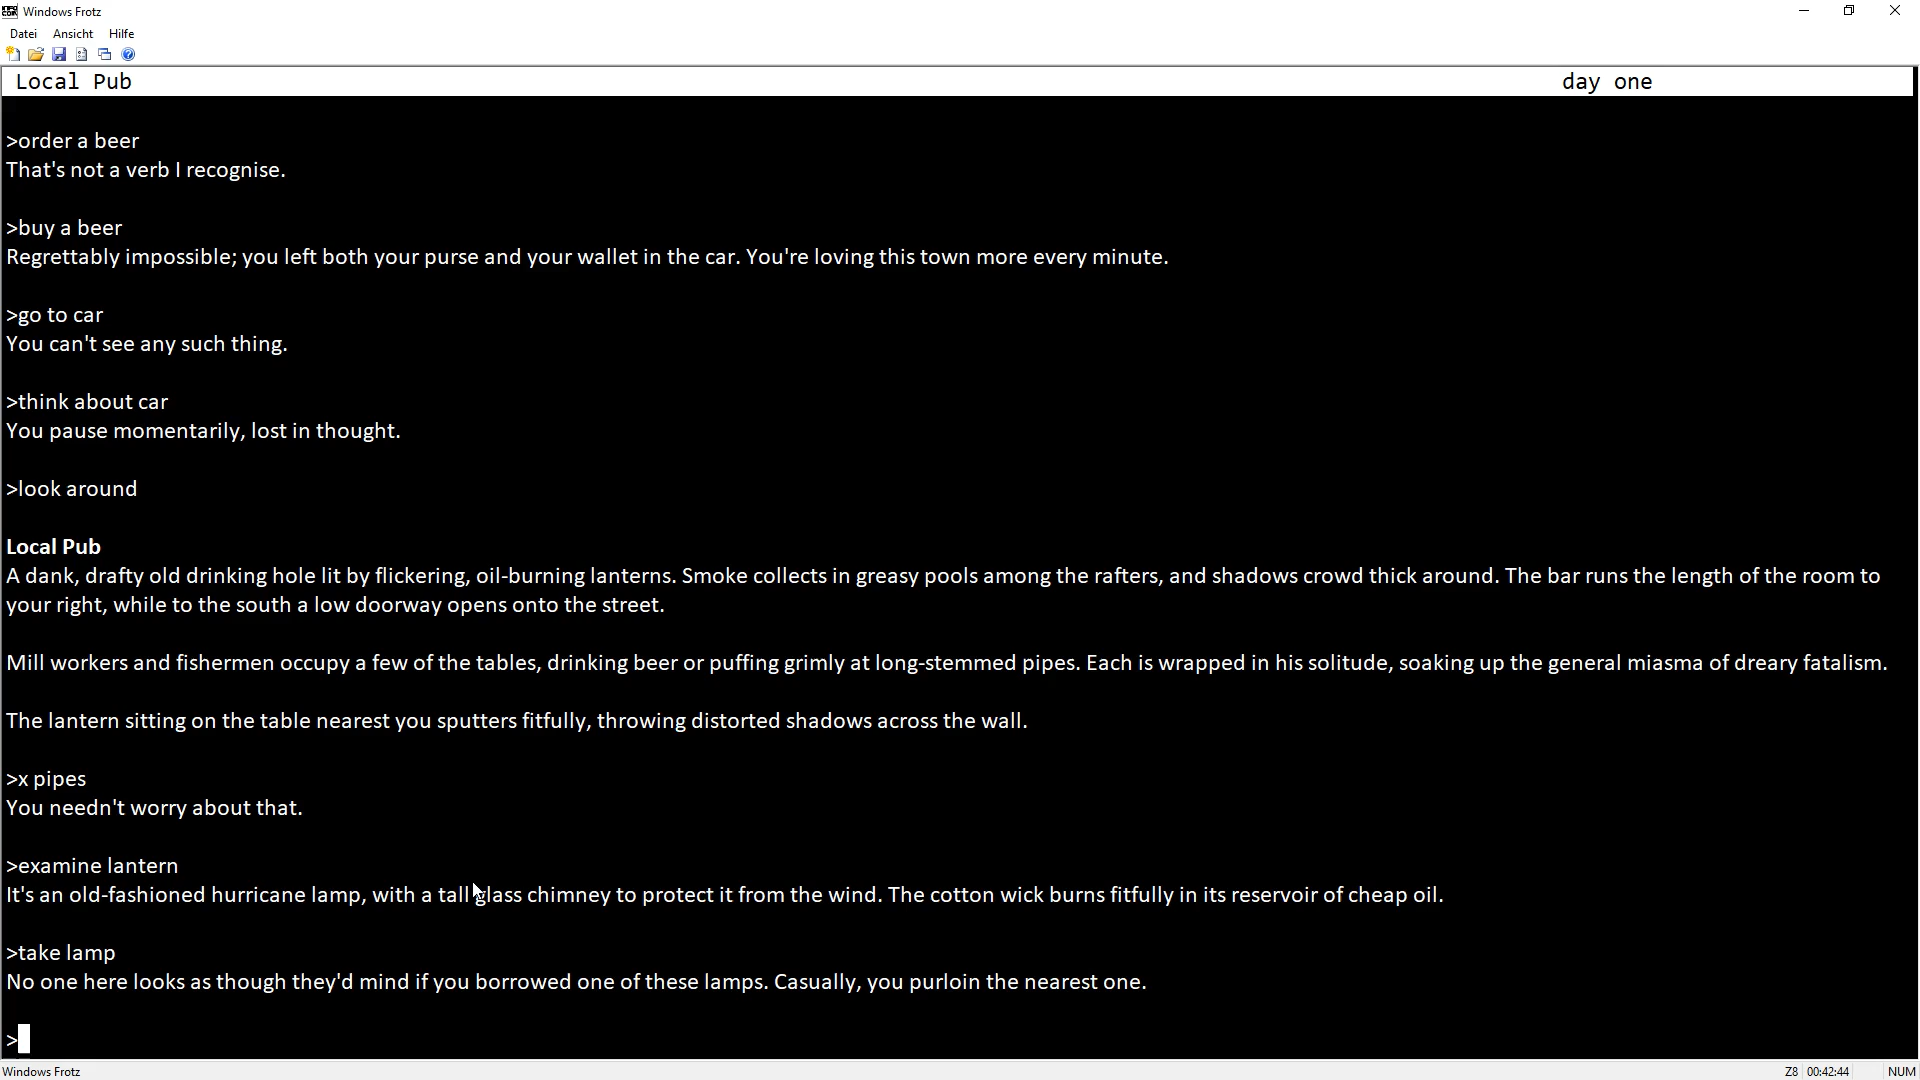 Windows Frotz
Datei Ansicht Hilfe
Local Pub day one
>order a beer
That's not a verb I recognise.
>buy a beer
Regrettably impossible; you left both your purse and your wallet in the car. You're loving this town more every minute.
>go to car
You can't see any such thing.
>think about car
You pause momentarily, lost in thought.
>look around
Local Pub
A dank, drafty old drinking hole lit by flickering, oil-burning lanterns. Smoke collects in greasy pools among the rafters, and shadows crowd thick around. The bar runs the length of the room to
your right, while to the south a low doorway opens onto the street.
Mill workers and fishermen occupy a few of the tables, drinking beer or puffing grimly at long-stemmed pipes. Each is wrapped in his solitude, soaking up the general miasma of dreary fatalism.
The lantern sitting on the table nearest you sputters fitfully, throwing distorted shadows across the wall.
>x pipes
You needn't worry about that.
>examine lantern
It's an old-fashioned hurricane lamp, with a tall glass chimney to protect it from the wind. The cotton wick burns fitfully in its reservoir of cheap oil.
>take lamp
No one here looks as though they'd mind if you borrowed one of these lamps. Casually, you purloin the nearest one.
>
Windows Frotz Z8 00:42:44 NUM